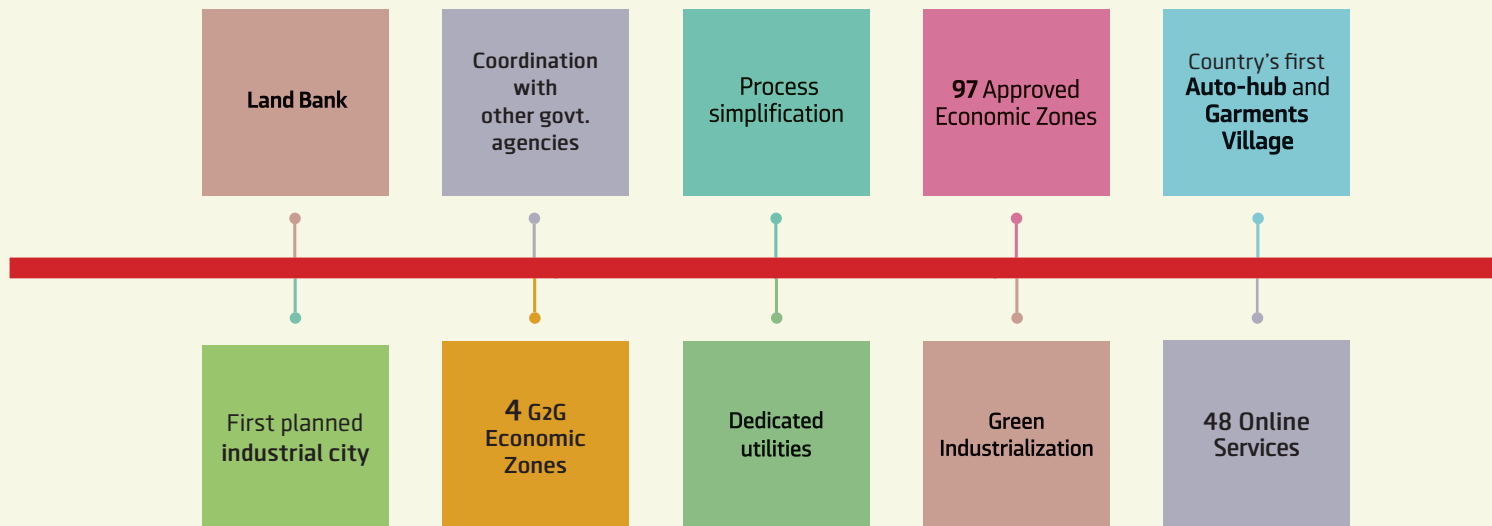 Land Bank
Coordination
with
other govt.
agencies
Process
simplification
97 Approved
Economic Zones
Country's first
Auto-hub and
Garments
Village
First planned
industrial city
4 G2G
Economic
Zones
Dedicated
utilities
Green
Industrialization
48 Online
Services